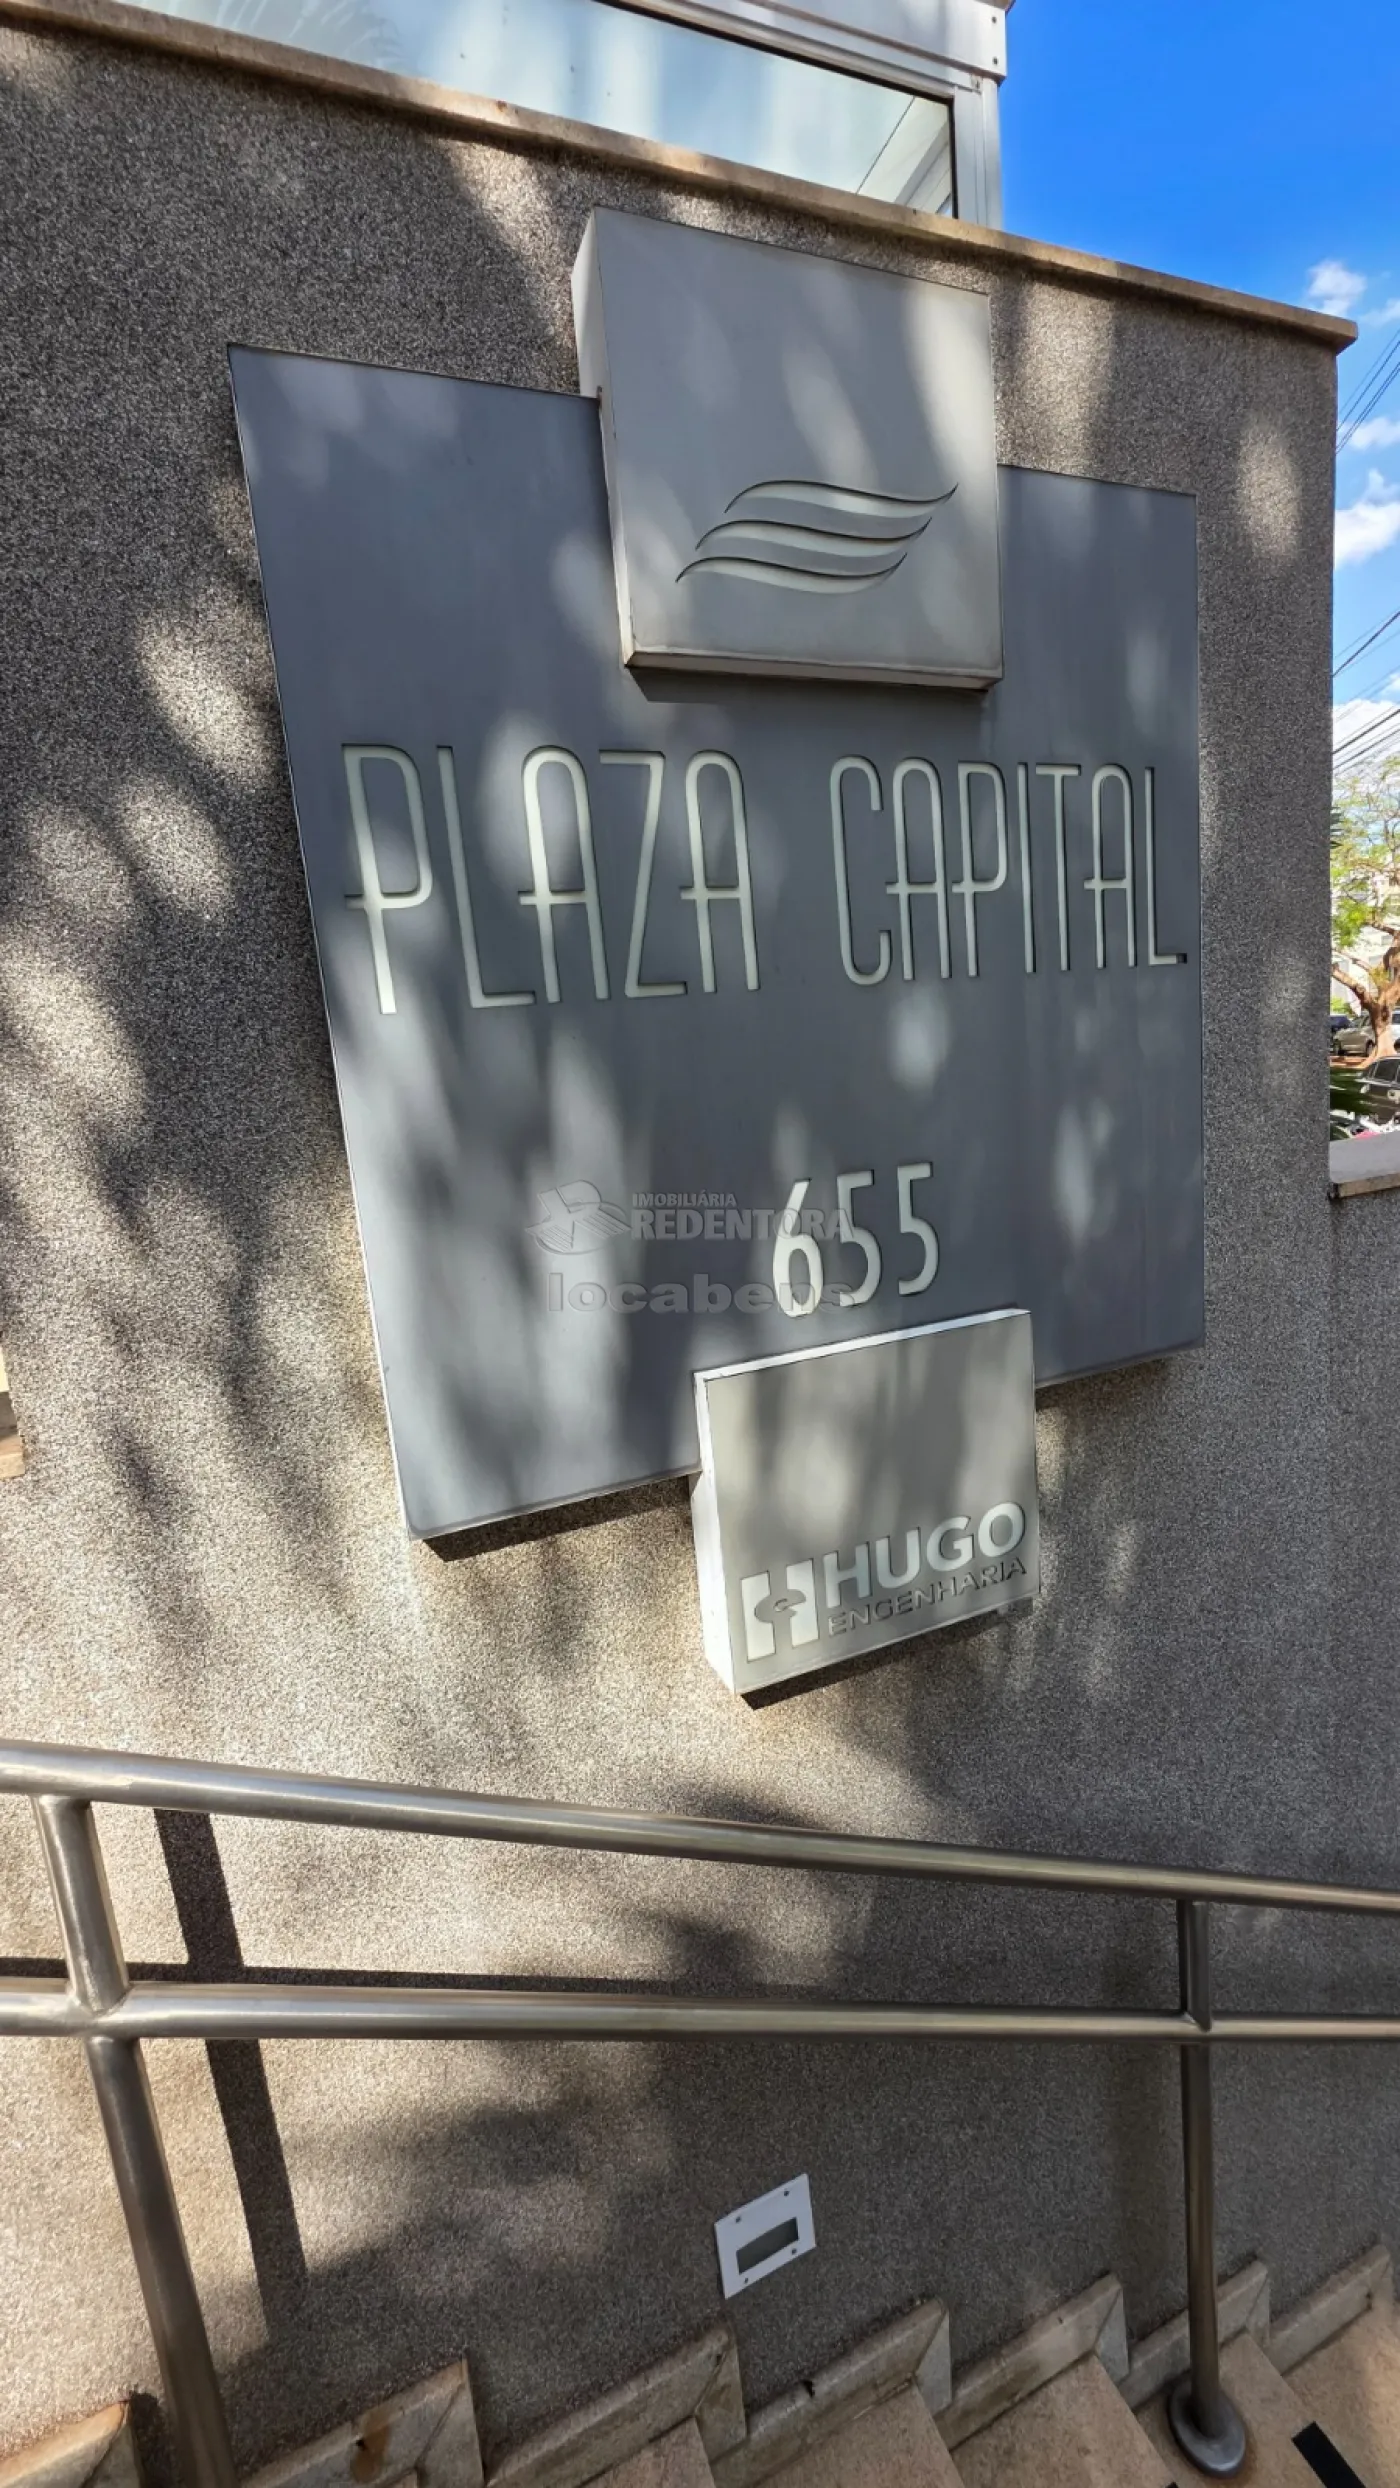 PLAZA CAPITAL
655
IMOBILIÁRIA
REDENTORA
locabens
HUGO
ENGENHARIA